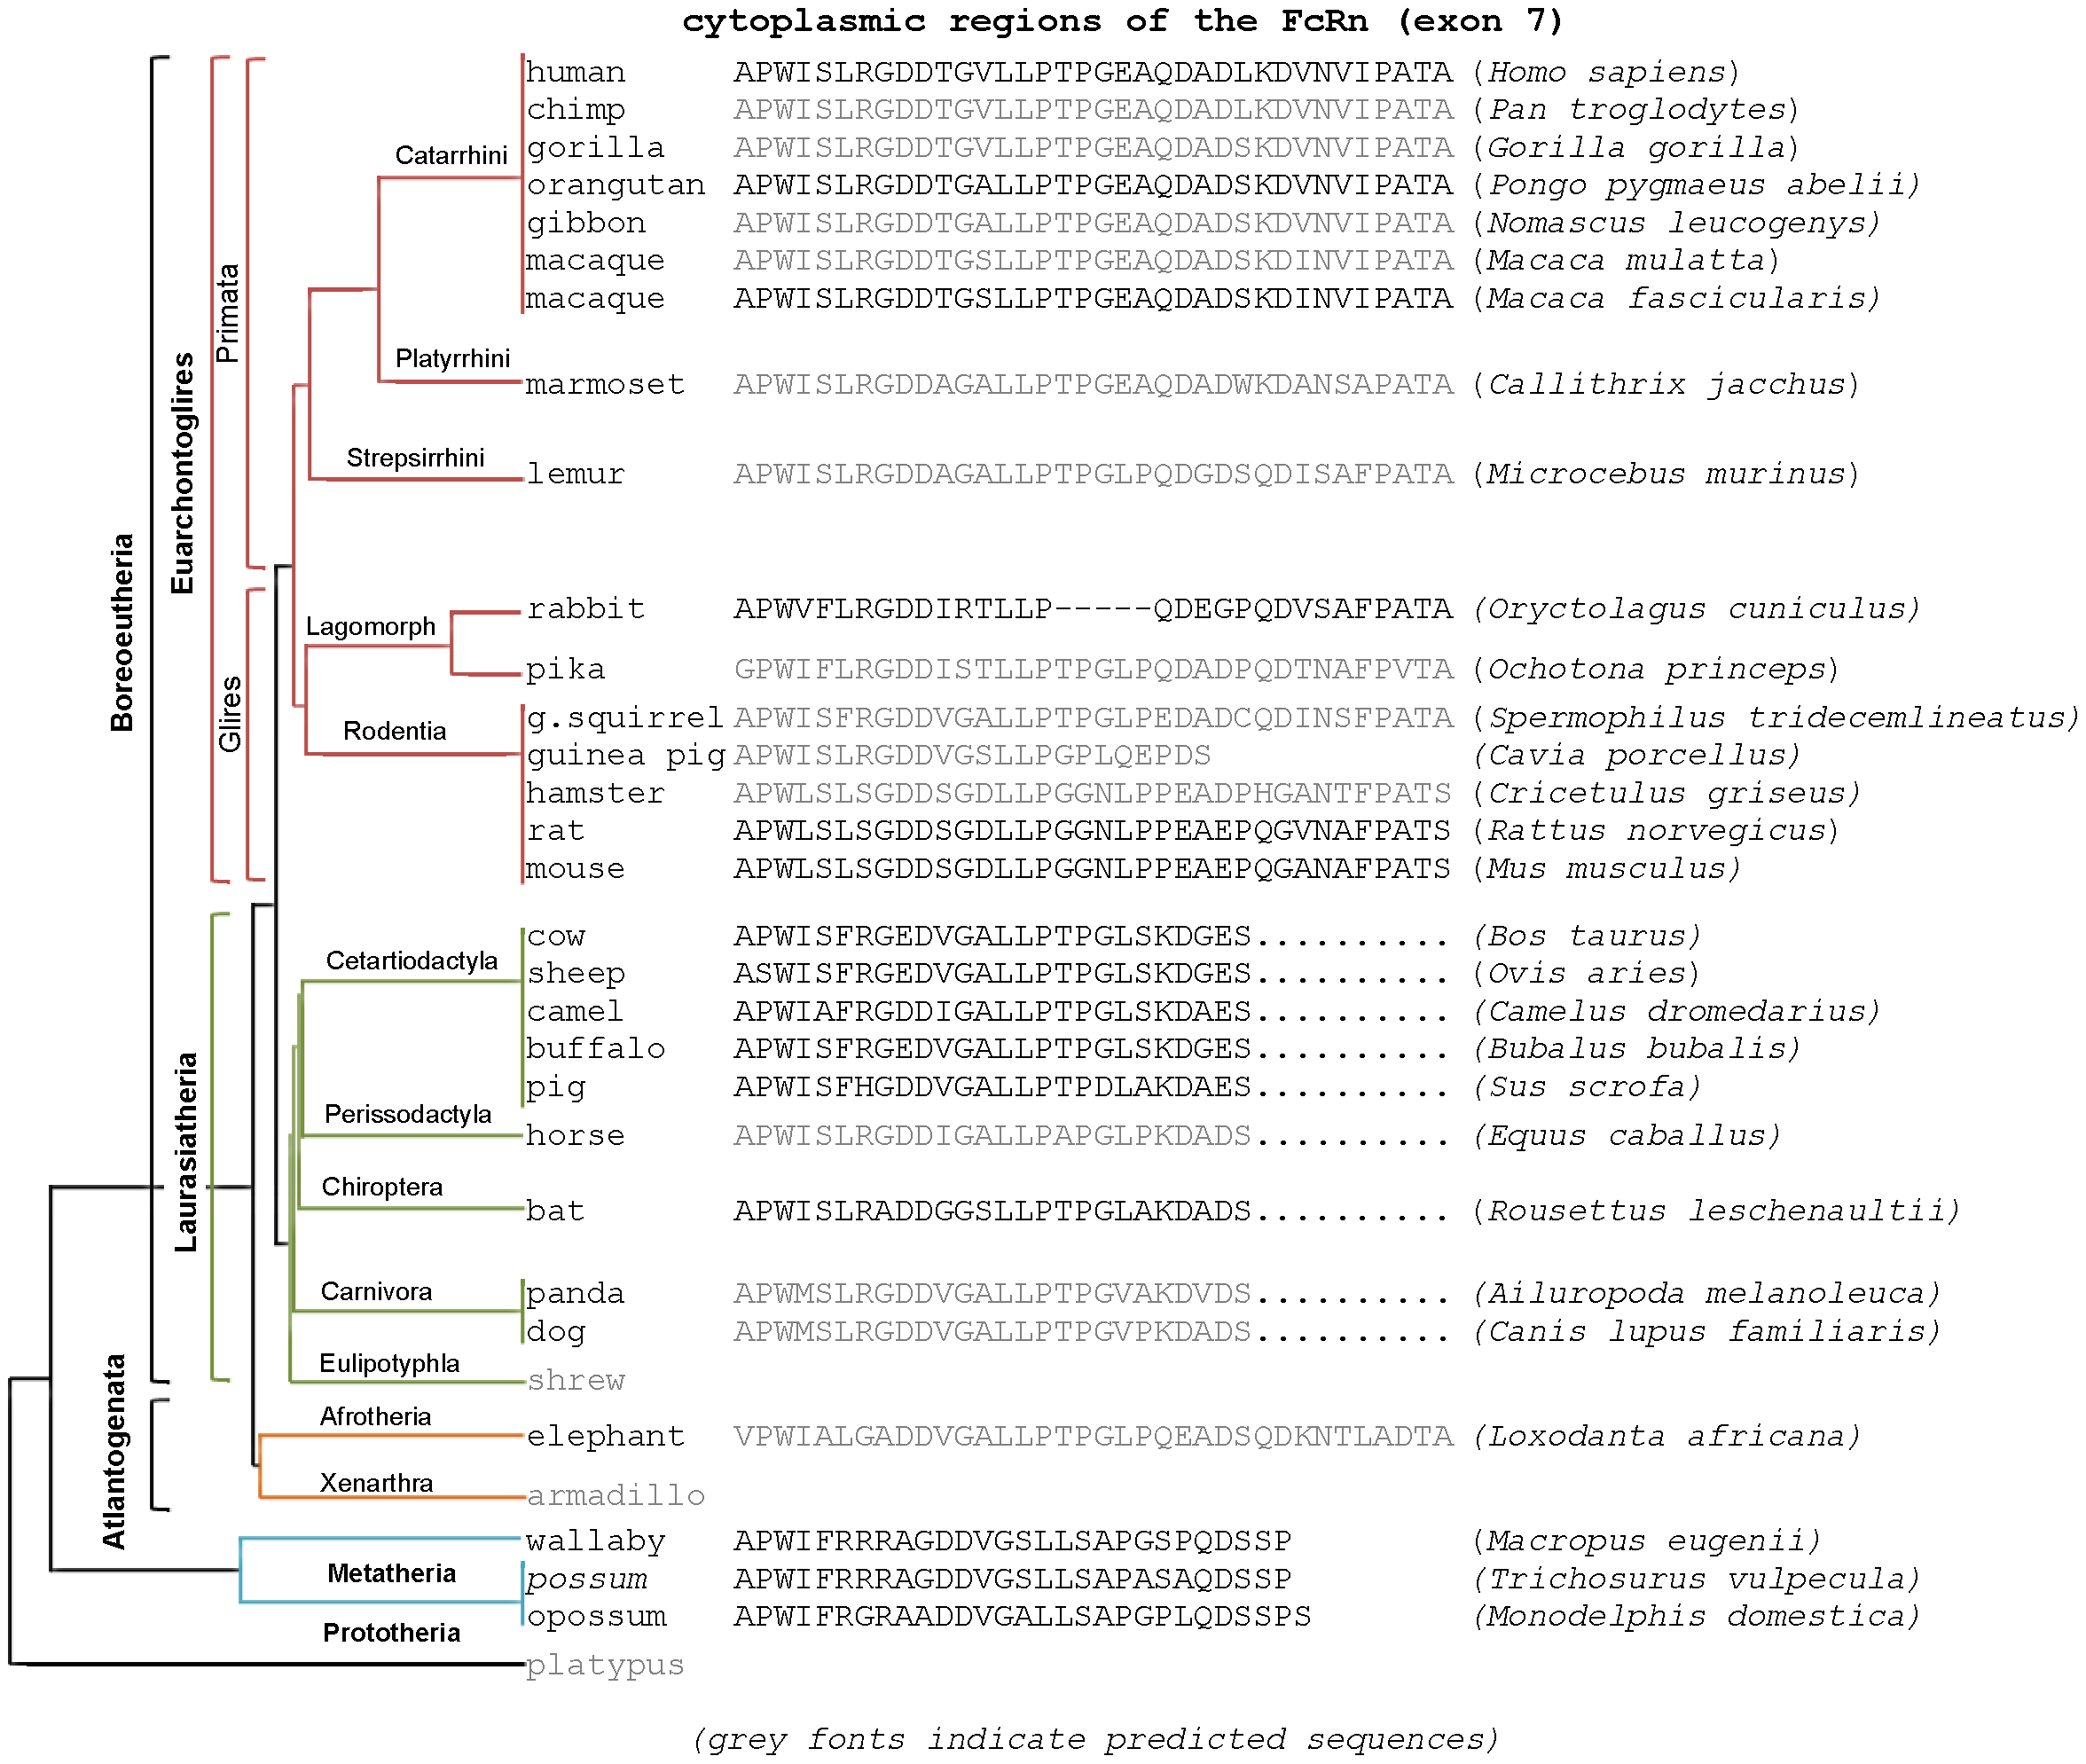 cytoplasmic regions of the FcRn (exon 7)
human APWISLRGDDTGVLLPTPGEAQDADLKDVNVIPATA (Homo sapiens)
chimp APWISLRGDDTGVLLPTPGEAQDADLKDVNVIPATA (Pan troglodytes)
Catarrhini
gorilla APWISLRGDDTGVLLPTPGEAQDADSKDVNVIPATA (Gorilla gorilla)
orangutan APWISLRGDDTGALLPTPGEAQDADSKDVNVIPATA (Pongo pygmaeus abelii)
gibbon APWISLRGDDTGALLPTPGEAQDADSKDVNVIPATA (Nomascus leucogenys)
macaque APWISLRGDDTGSLLPTPGEAQDADSKDINVIPATA (Macaca mulatta)
macaque APWISLRGDDTGSLLPTPGEAQDADSKDINVIPATA (Macaca fascicularis)
Primata
Platyrrhini
marmoset APWISLRGDDAGALLPTPGEAQDADWKDANSAPATA (Callithrix jacchus)
Euarchontoglires
Strepsirrhini
lemur APWISLRGDDAGALLPTPGLPQDGDSQDISAFPATA (Microcebus murinus)
Boreoeutheria
rabbit APWVFLRGDDIRTLLP-----QDEGPQDVSAFPATA (Oryctolagus cuniculus)
Lagomorph
pika GPWIFLRGDDISTLLPTPGLPQDADPQDTNAFPVTA (Ochotona princeps)
Glires
g.squirrel APWISFRGDDVGALLPTPGLPEDADCQDINSFPATA (Spermophilus tridecemlineatus)
Rodentia
guinea pig APWISLRGDDVGSLLPGPLQEPDS (Cavia porcellus)
hamster APWLSLSGDDSGDLLPGGNLPPEADPHGANTFPATS (Cricetulus griseus)
rat APWLSLSGDDSGDLLPGGNLPPEAEPQGVNAFPATS (Rattus norvegicus)
mouse APWLSLSGDDSGDLLPGGNLPPEAEPQGANAFPATS (Mus musculus)
cow APWISFRGEDVGALLPTPGLSKDGES.......... (Bos taurus)
Cetartiodactyla
sheep ASWISFRGEDVGALLPTPGLSKDGES.......... (Ovis aries)
camel APWIAFRGDDIGALLPTPGLSKDAES.......... (Camelus dromedarius)
buffalo APWISFRGEDVGALLPTPGLSKDGES.......... (Bubalus bubalis)
pig APWISFHGDDVGALLPTPDLAKDAES.......... (Sus scrofa)
Laurasiatheria
Perissodactyla
horse APWISLRGDDIGALLPAPGLPKDADS.......... (Equus caballus)
Chiroptera
bat APWISLRADDGGSLLPTPGLAKDADS.......... (Rousettus leschenaultii)
Carnivora
panda APWMSLRGDDVGALLPTPGVAKDVDS.......... (Ailuropoda melanoleuca)
dog APWMSLRGDDVGALLPTPGVPKDADS.......... (Canis lupus familiaris)
Eulipotyphla
shrew
Atlantogenata
Afrotheria
elephant VPWIALGADDVGALLPTPGLPQEADSQDKNTLADTA (Loxodanta africana)
Xenarthra
armadillo
wallaby APWIFRRRAGDDVGSLLSAPGSPQDSSP (Macropus eugenii)
Metatheria
possum APWIFRRRAGDDVGSLLSAPASAQDSSP (Trichosurus vulpecula)
opossum APWIFRGRAADDVGALLSAPGPLQDSSPS (Monodelphis domestica)
Prototheria
platypus
(grey fonts indicate predicted sequences)